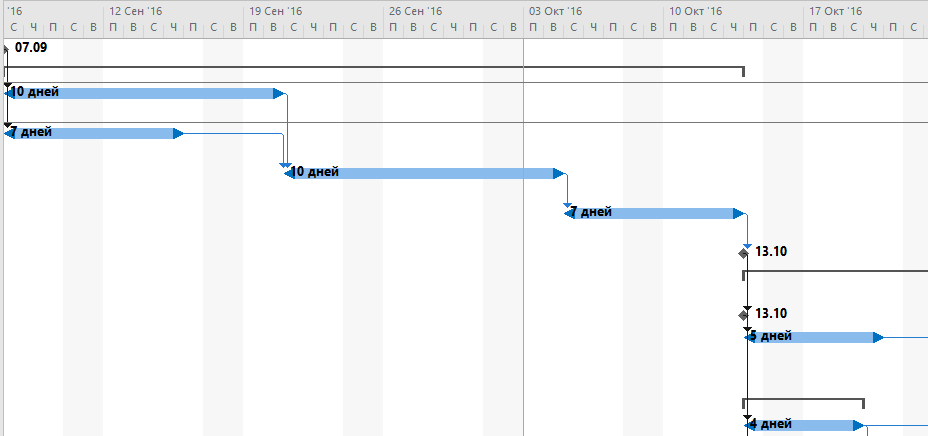 '16 12 Сен '16 19 Сен '16 26 Сен '16 03 Окт '16 10 Окт '16 17 Окт '16
С Ч П С В П В С Ч П С В П В С Ч П С В П В С Ч П С В П В С Ч П С В П В С Ч П С В П В С Ч П С
07.09
10 дней
7 дней
10 дней
7 дней
13.10
13.10
5 дней
4 дней